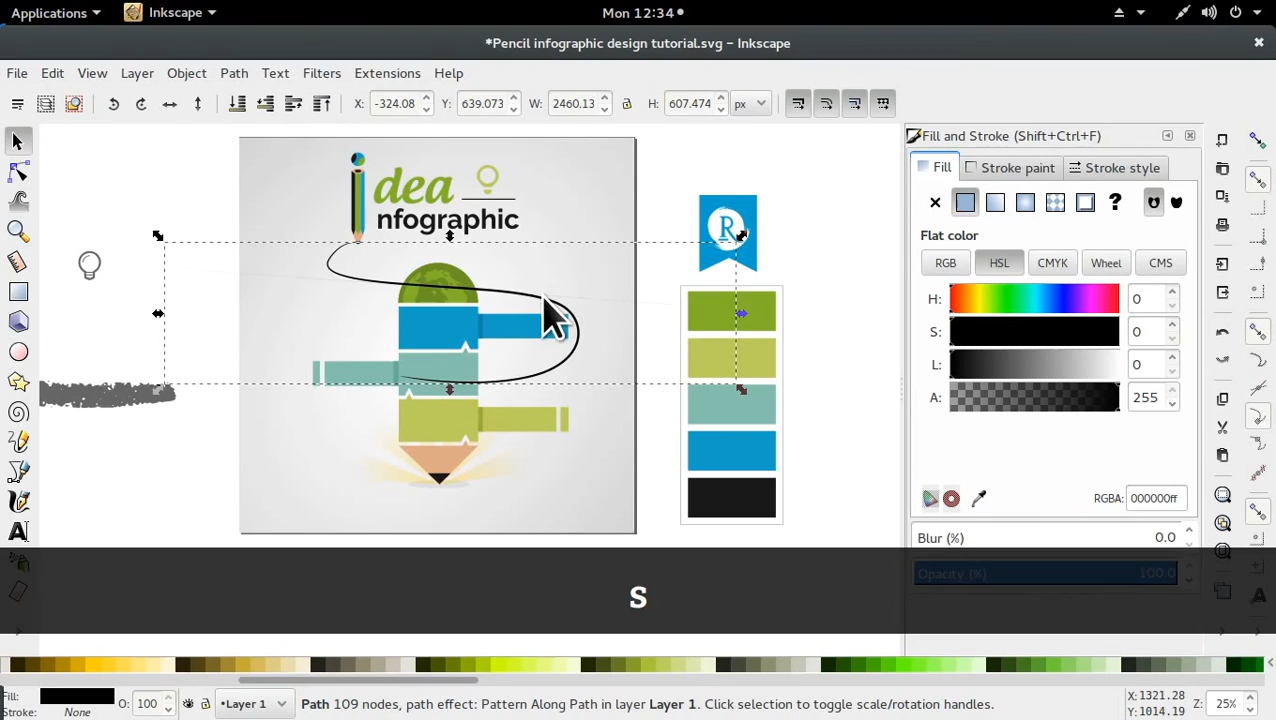 Applications
Inkscape
Mon 12:34
*Pencil infographic design tutorial.svg – Inkscape
File Edit View Layer Object Path Text Filters Extensions Help
X: -324.08 Y: 639.073 W: 2460.13 H: 607.474 px
Fill and Stroke (Shift+Ctrl+F)
Fill Stroke paint Stroke style
Flat color
RGB HSL CMYK Wheel CMS
H: 0
S: 0
L: 0
A: 255
RGBA: 000000ff
Blur (%) 0.0
Opacity (%) 100.0
idea
nfographic
R
S
Fill:
Stroke: None
O: 100
•Layer 1
Path 109 nodes, path effect: Pattern Along Path in layer Layer 1. Click selection to toggle scale/rotation handles.
X:1321.28
Y:1014.19
Z: 25%